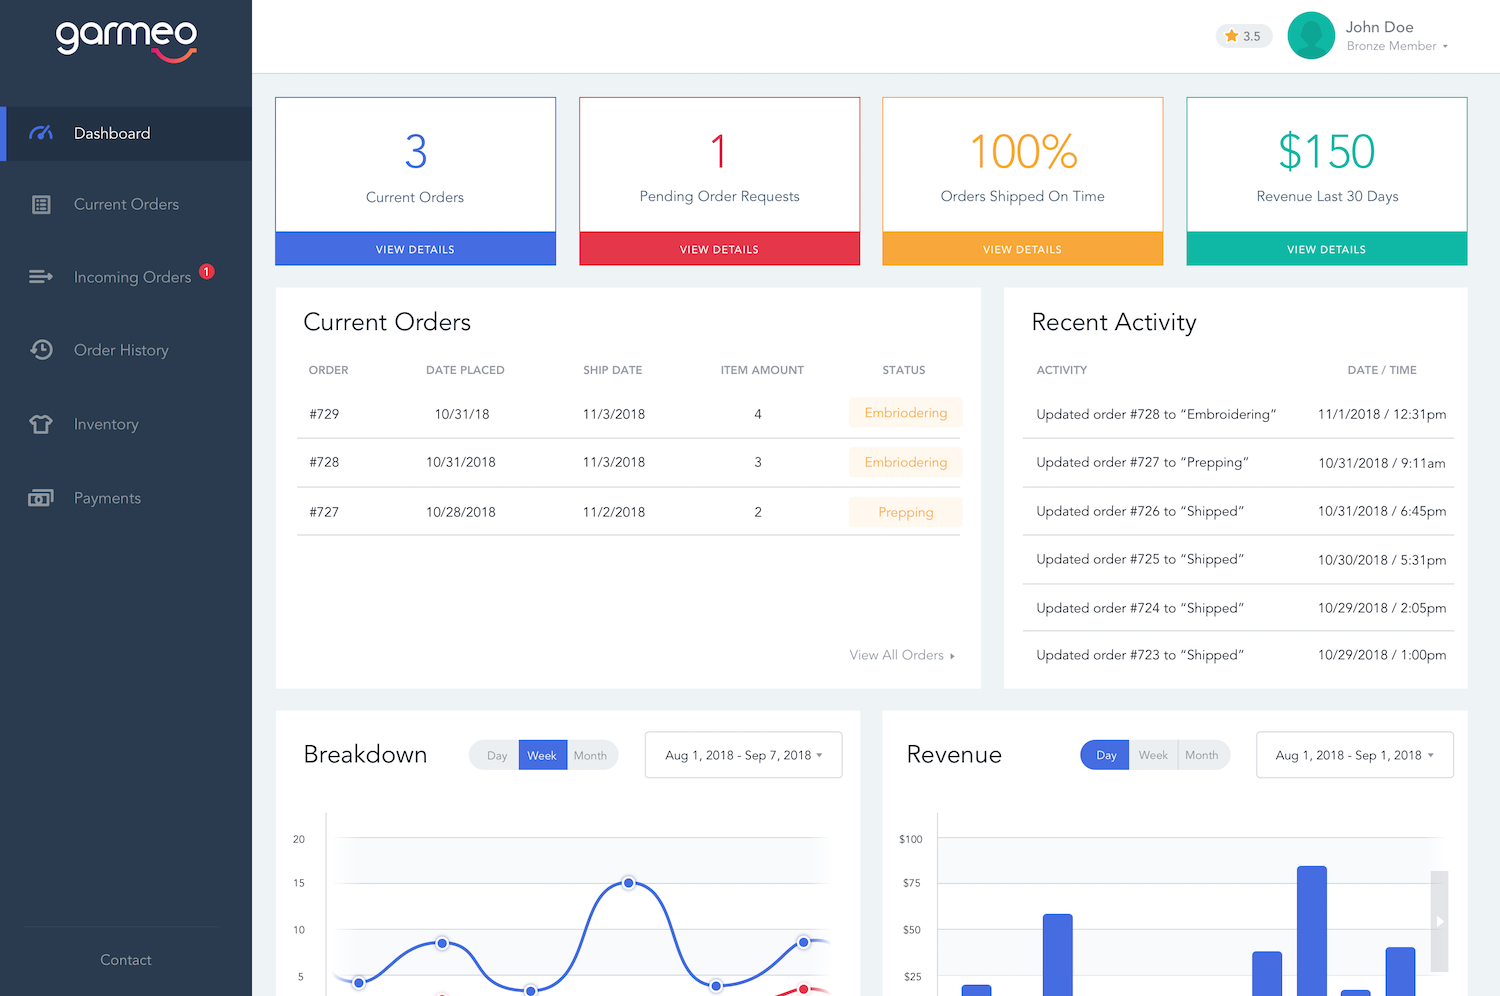 garmeo
3.5
John Doe
Bronze Member
Dashboard
Current Orders
Incoming Orders 1
Order History
Inventory
Payments
Contact
3
Current Orders
VIEW DETAILS
1
Pending Order Requests
VIEW DETAILS
100%
Orders Shipped On Time
VIEW DETAILS
$150
Revenue Last 30 Days
VIEW DETAILS
Current Orders
ORDER DATE PLACED SHIP DATE ITEM AMOUNT STATUS
#729 10/31/18 11/3/2018 4 Embriodering
#728 10/31/2018 11/3/2018 3 Embriodering
#727 10/28/2018 11/2/2018 2 Prepping
View All Orders
Recent Activity
ACTIVITY DATE / TIME
Updated order #728 to “Embroidering” 11/1/2018 / 12:31pm
Updated order #727 to “Prepping” 10/31/2018 / 9:11am
Updated order #726 to “Shipped” 10/31/2018 / 6:45pm
Updated order #725 to “Shipped” 10/30/2018 / 5:31pm
Updated order #724 to “Shipped” 10/29/2018 / 2:05pm
Updated order #723 to “Shipped” 10/29/2018 / 1:00pm
Breakdown
Day Week Month
Aug 1, 2018 - Sep 7, 2018
20
15
10
5
Revenue
Day Week Month
Aug 1, 2018 - Sep 1, 2018
$100
$75
$50
$25